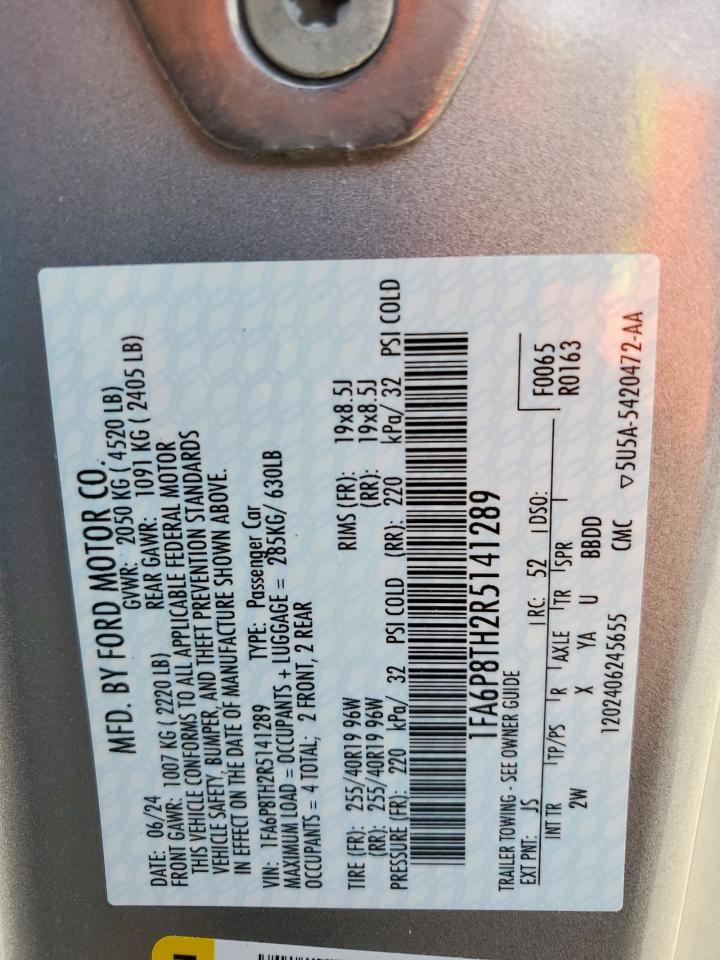 MFD. BY FORD MOTOR CO.
DATE: 06/24 GVWR: 2050 KG ( 4520 LB)
FRONT GAWR: 1007 KG ( 2220 LB) REAR GAWR: 1091 KG ( 2405 LB)
THIS VEHICLE CONFORMS TO ALL APPLICABLE FEDERAL MOTOR
VEHICLE SAFETY, BUMPER, AND THEFT PREVENTION STANDARDS
IN EFFECT ON THE DATE OF MANUFACTURE SHOWN ABOVE.
VIN: 1FA6P8TH2R5141289 TYPE: Passenger Car
MAXIMUM LOAD = OCCUPANTS + LUGGAGE = 285KG/ 630LB
OCCUPANTS = 4 TOTAL; 2 FRONT, 2 REAR
TIRE (FR): 255/40R19 96W RIMS (FR): 19x8.5J
(RR): 255/40R19 96W (RR): 19x8.5J
PRESSURE (FR): 220 kPa/ 32 PSI COLD (RR): 220 kPa/ 32 PSI COLD
1FA6P8TH2R5141289
TRAILER TOWING - SEE OWNER GUIDE
F0065
EXT PNT: JS RC: 52 DSO: R0163
INT TR TP/PS R AXLE TR SPR
2W X YA U BBDD
1202406245655 CMC ▽5U5A-5420472-AA